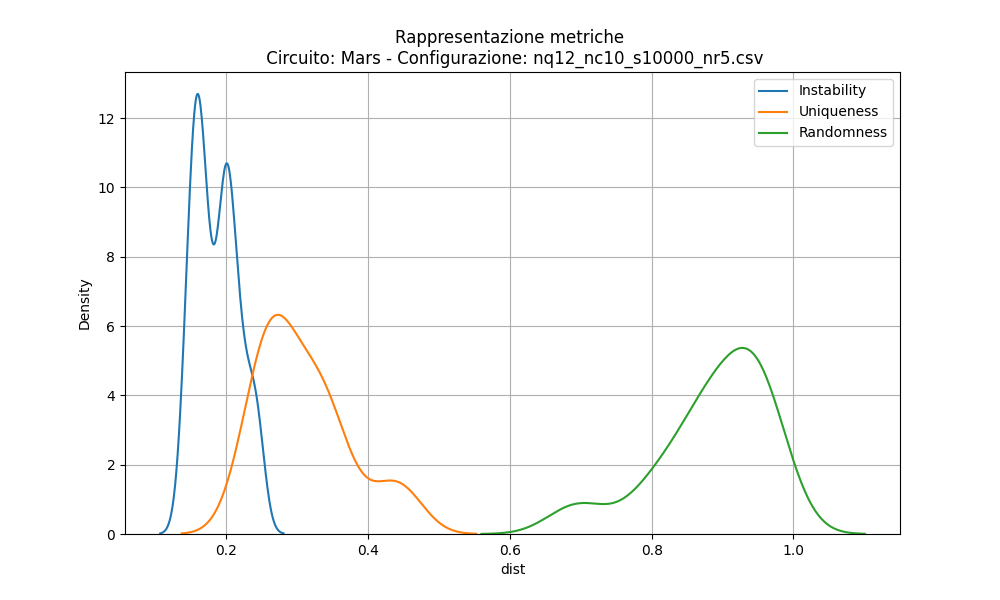 Rappresentazione metriche
Circuito: Mars - Configurazione: nq12_nc10_s10000_nr5.csv
Instability
Uniqueness
Randomness
Density
12
10
8
6
4
2
0
0.2 0.4 0.6 0.8 1.0
dist